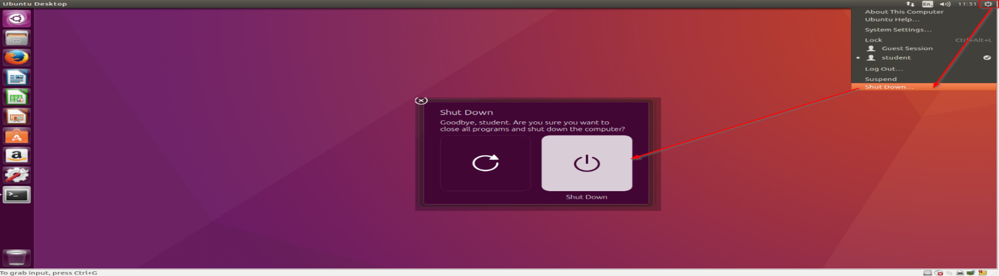 Ubuntu Desktop
En
11:31
About This Computer
Ubuntu Help...
System Settings...
Lock Ctrl+Alt+L
Guest Session
student
Log Out...
Suspend
Shut Down...
Shut Down
Goodbye, student. Are you sure you want to
close all programs and shut down the computer?
Shut Down
A
a
>_
To grab input, press Ctrl+G